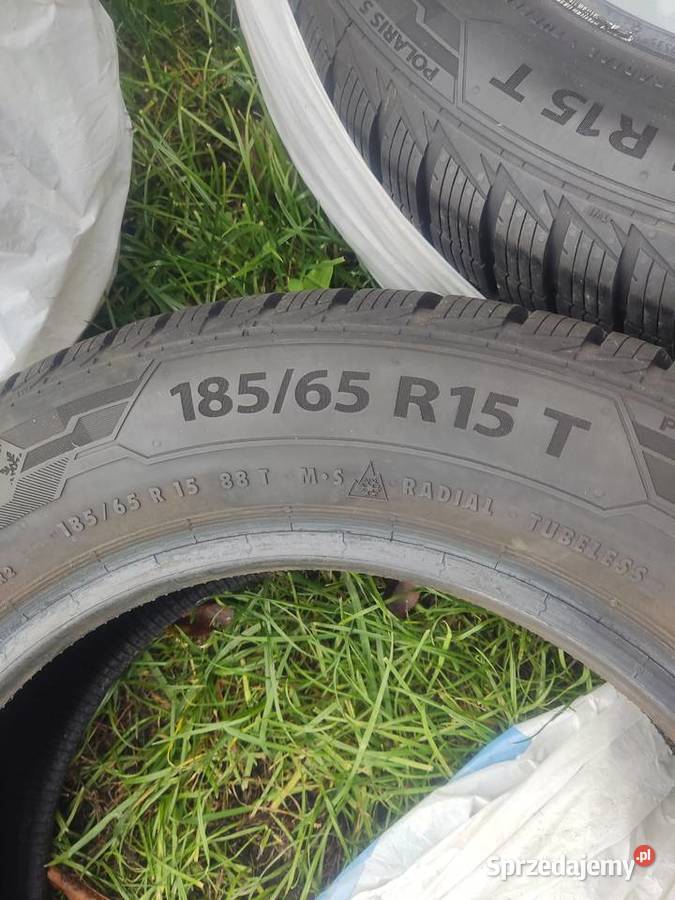 POLARIS 5
R15 T
185/65 R15 T
185/65 R 15 88 T M·S RADIAL TUBELESS
Sprzedajemy.pl